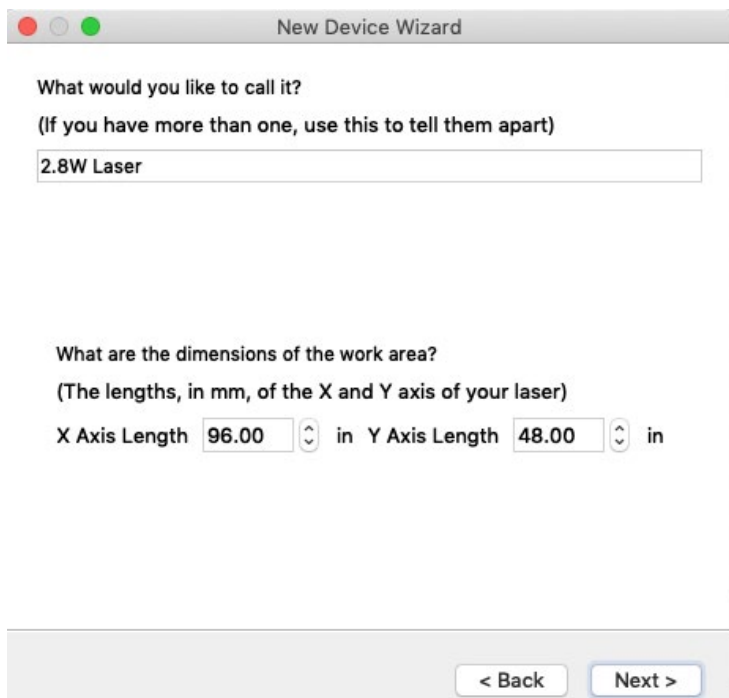 New Device Wizard
What would you like to call it?
(If you have more than one, use this to tell them apart)
2.8W Laser
What are the dimensions of the work area?
(The lengths, in mm, of the X and Y axis of your laser)
X Axis Length 96.00 in Y Axis Length 48.00 in
< Back Next >